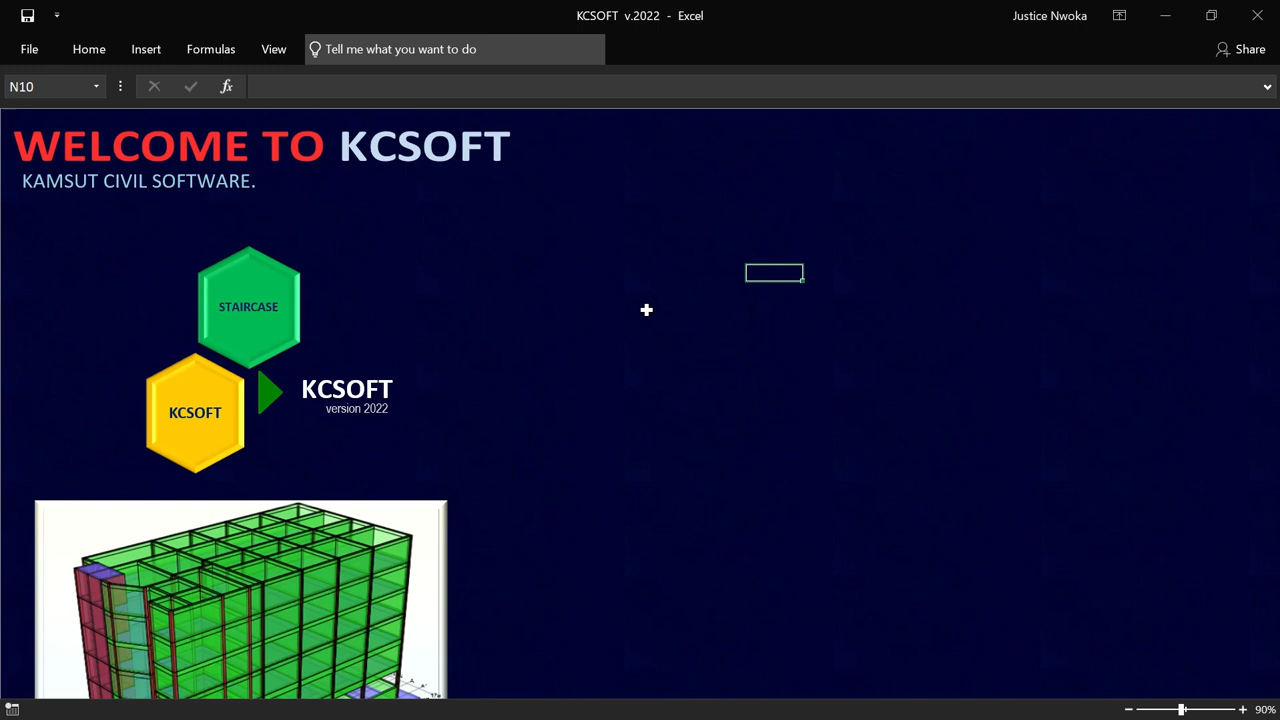 KCSOFT v.2022 - Excel
Justice Nwoka
File
Home
Insert
Formulas
View
Tell me what you want to do
Share
N10
fx
WELCOME TO KCSOFT
KAMSUT CIVIL SOFTWARE.
STAIRCASE
KCSOFT
KCSOFT
version 2022
90%